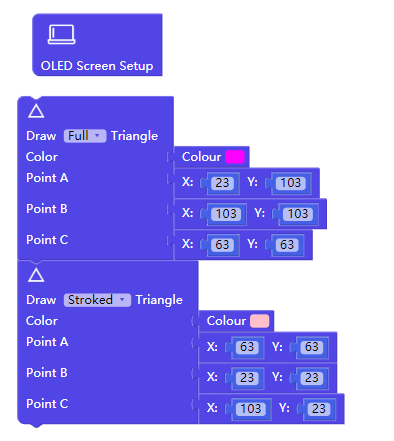 OLED Screen Setup
Draw Full Triangle
Color Colour
Point A X: 23 Y: 103
Point B X: 103 Y: 103
Point C X: 63 Y: 63
Draw Stroked Triangle
Color Colour
Point A X: 63 Y: 63
Point B X: 23 Y: 23
Point C X: 103 Y: 23